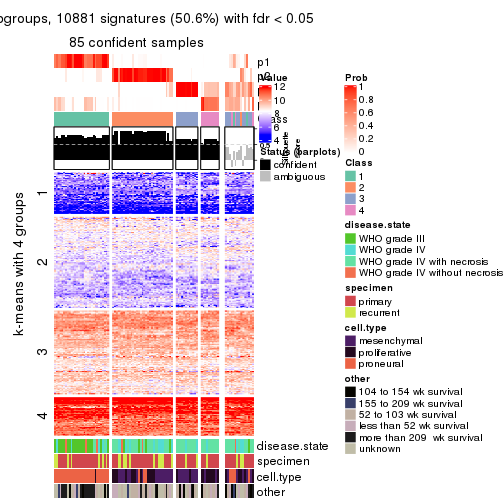 ogroups, 10881 signatures (50.6%) with fdr < 0.05
85 confident samples
p1
Value
12
10
8
6
4
Class
Status (barplots)
confident
ambiguous
Silhouette
score
k-means with 4 groups
1
2
3
4
disease.state
specimen
cell.type
other
Prob
1
0.8
0.6
0.4
0.2
0
Class
1
2
3
4
disease.state
WHO grade III
WHO grade IV
WHO grade IV with necrosis
WHO grade IV without necrosis
specimen
primary
recurrent
cell.type
mesenchymal
proliferative
proneural
other
104 to 154 wk survival
155 to 209 wk survival
52 to 103 wk survival
less than 52 wk survival
more than 209 wk survival
unknown